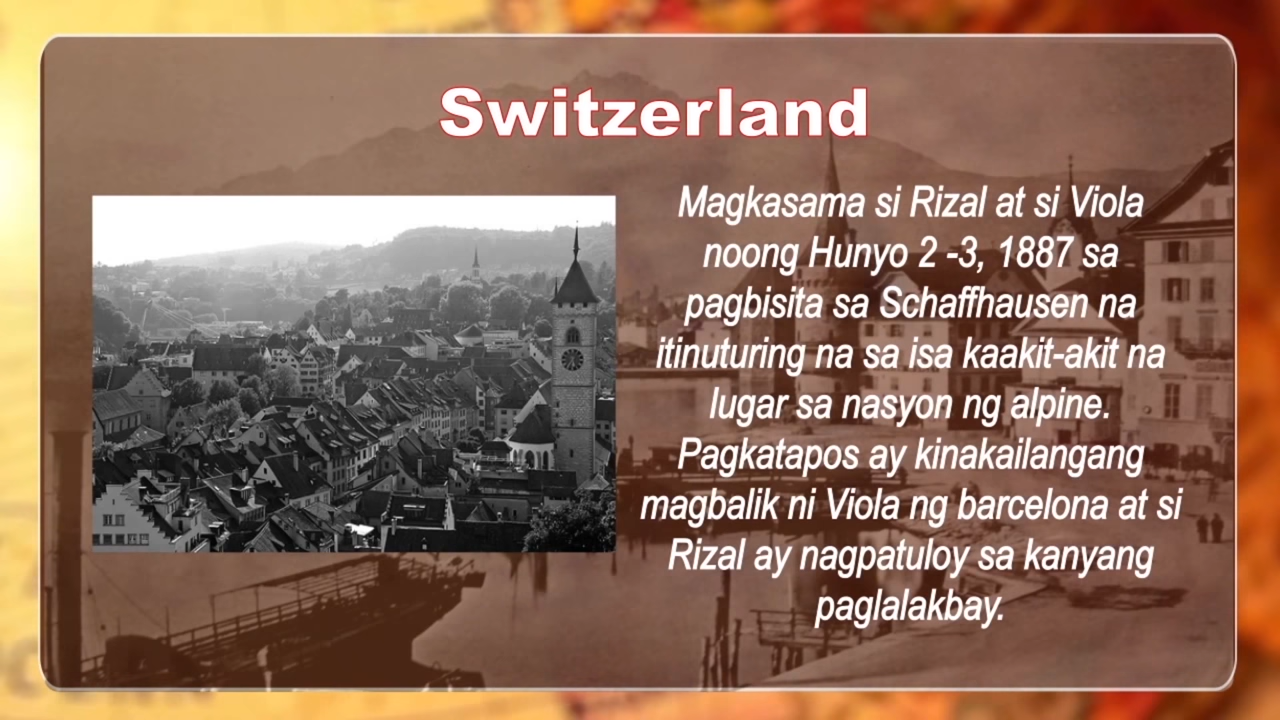 Switzerland
Magkasama si Rizal at si Viola
noong Hunyo 2 -3, 1887 sa
pagbisita sa Schaffhausen na
itinuturing na sa isa kaakit-akit na
lugar sa nasyon ng alpine.
Pagkatapos ay kinakailangang
magbalik ni Viola ng barcelona at si
Rizal ay nagpatuloy sa kanyang
paglalakbay.